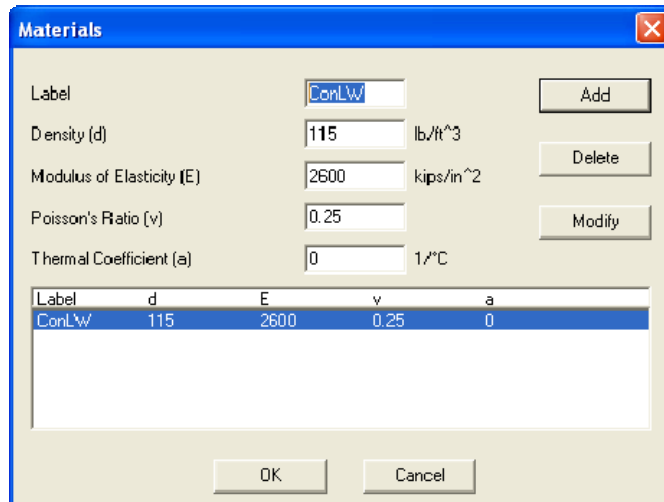 Materials
Label ConLW Add
Density (d) 115 lb/ft^3
Delete
Modulus of Elasticity (E) 2600 kips/in^2
Poisson's Ratio (v) 0.25 Modify
Thermal Coefficient (a) 0 1/°C
Label d E v a
ConLW 115 2600 0.25 0
OK Cancel